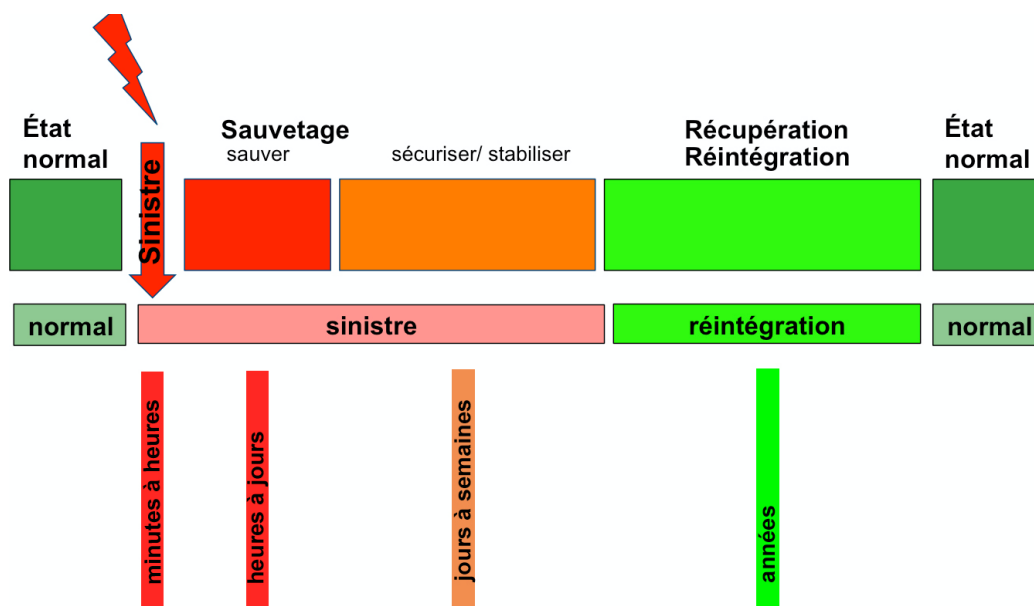 État
normal
Sinistre
Sauvetage
sauver
sécuriser/ stabiliser
Récupération
Réintégration
État
normal
normal
sinistre
réintégration
normal
minutes à heures
heures à jours
jours à semaines
années